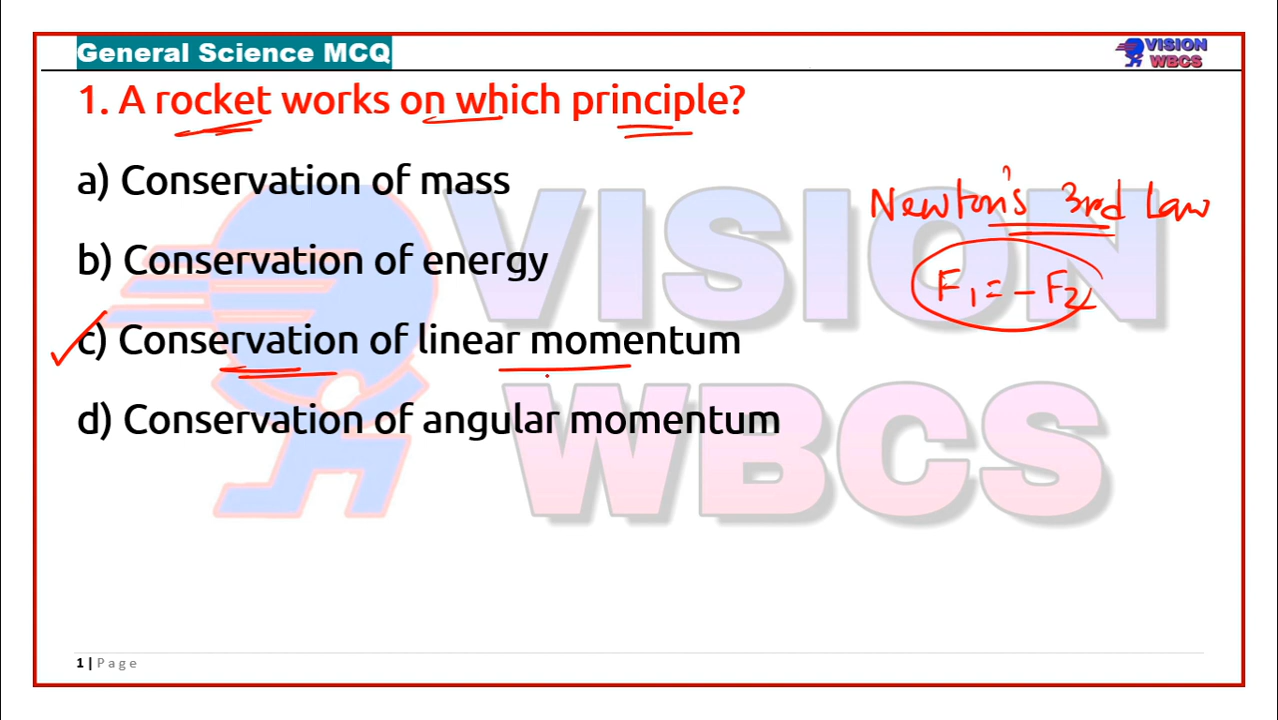 General Science MCQ
VISION
WBCS
1. A rocket works on which principle?
a) Conservation of mass
b) Conservation of energy
c) Conservation of linear momentum
d) Conservation of angular momentum
Newton's 3rd Law
F1 = - F2
VISION
WBCS
1 | Page